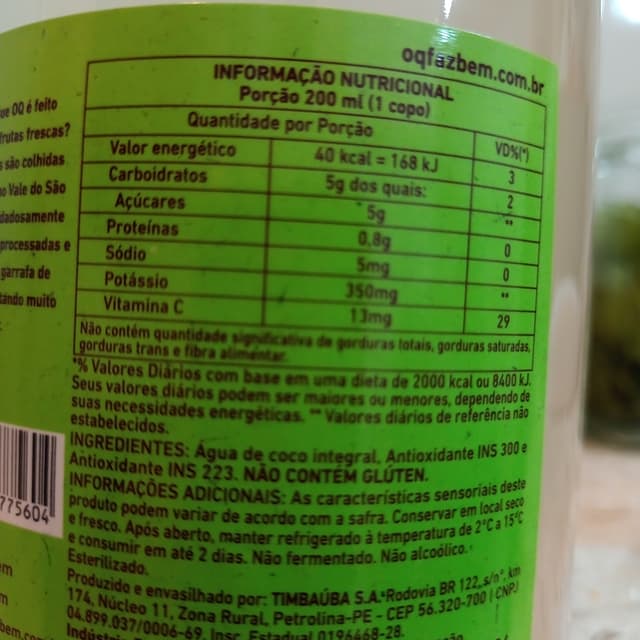 oqfazbem.com.br
ue OQ é feito
frutas frescas?
s são colhidas
no Vale do São
dadosamente
processadas e
garrafa de
tando muito
INFORMAÇÃO NUTRICIONAL
Porção 200 ml (1 copo)
Quantidade por Porção VD%(*)
Valor energético 40 kcal = 168 kJ 3
Carboidratos 5g dos quais: 2
Açúcares 5g **
Proteínas 0,8g 0
Sódio 5mg 0
Potássio 350mg **
Vitamina C 13mg 29
Não contém quantidade significativa de gorduras totais, gorduras saturadas,
gorduras trans e fibra alimentar.
*% Valores Diários com base em uma dieta de 2000 kcal ou 8400 kJ.
Seus valores diários podem ser maiores ou menores, dependendo de
suas necessidades energéticas. ** Valores diários de referência não
estabelecidos.
INGREDIENTES: Água de coco integral, Antioxidante INS 300 e
Antioxidante INS 223. NÃO CONTÉM GLÚTEN.
INFORMAÇÕES ADICIONAIS: As características sensoriais deste
produto podem variar de acordo com a safra. Conservar em local seco
e fresco. Após aberto, manter refrigerado à temperatura de 2°C a 15°C
e consumir em até 2 dias. Não fermentado. Não alcoólico.
Esterilizado.
Produzido e envasilhado por: TIMBAÚBA S.A. Rodovia BR 122, s/n°, km
174, Núcleo 11, Zona Rural, Petrolina-PE - CEP 56.320-700 | CNPJ
04.899.037/0006-69, Insc. Estadual 0196468-28.
Indústria
775604
em
m
bem.co